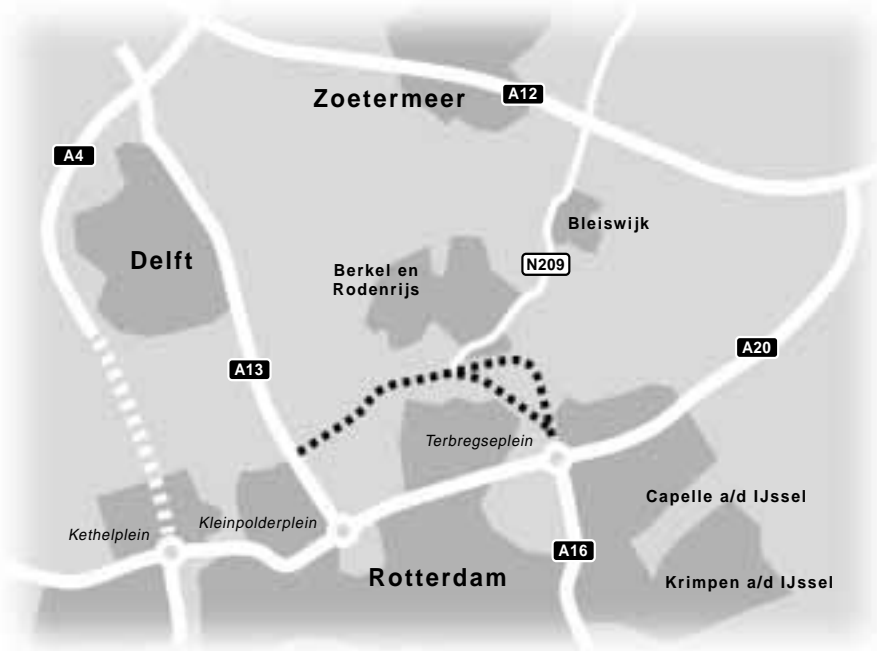 Zoetermeer
A12
A4
Bleiswijk
Delft
N209
Berkel en
Rodenrijs
A20
A13
Terbregseplein
Capelle a/d IJssel
Kleinpolderplein
Kethelplein
A16
Rotterdam
Krimpen a/d IJssel